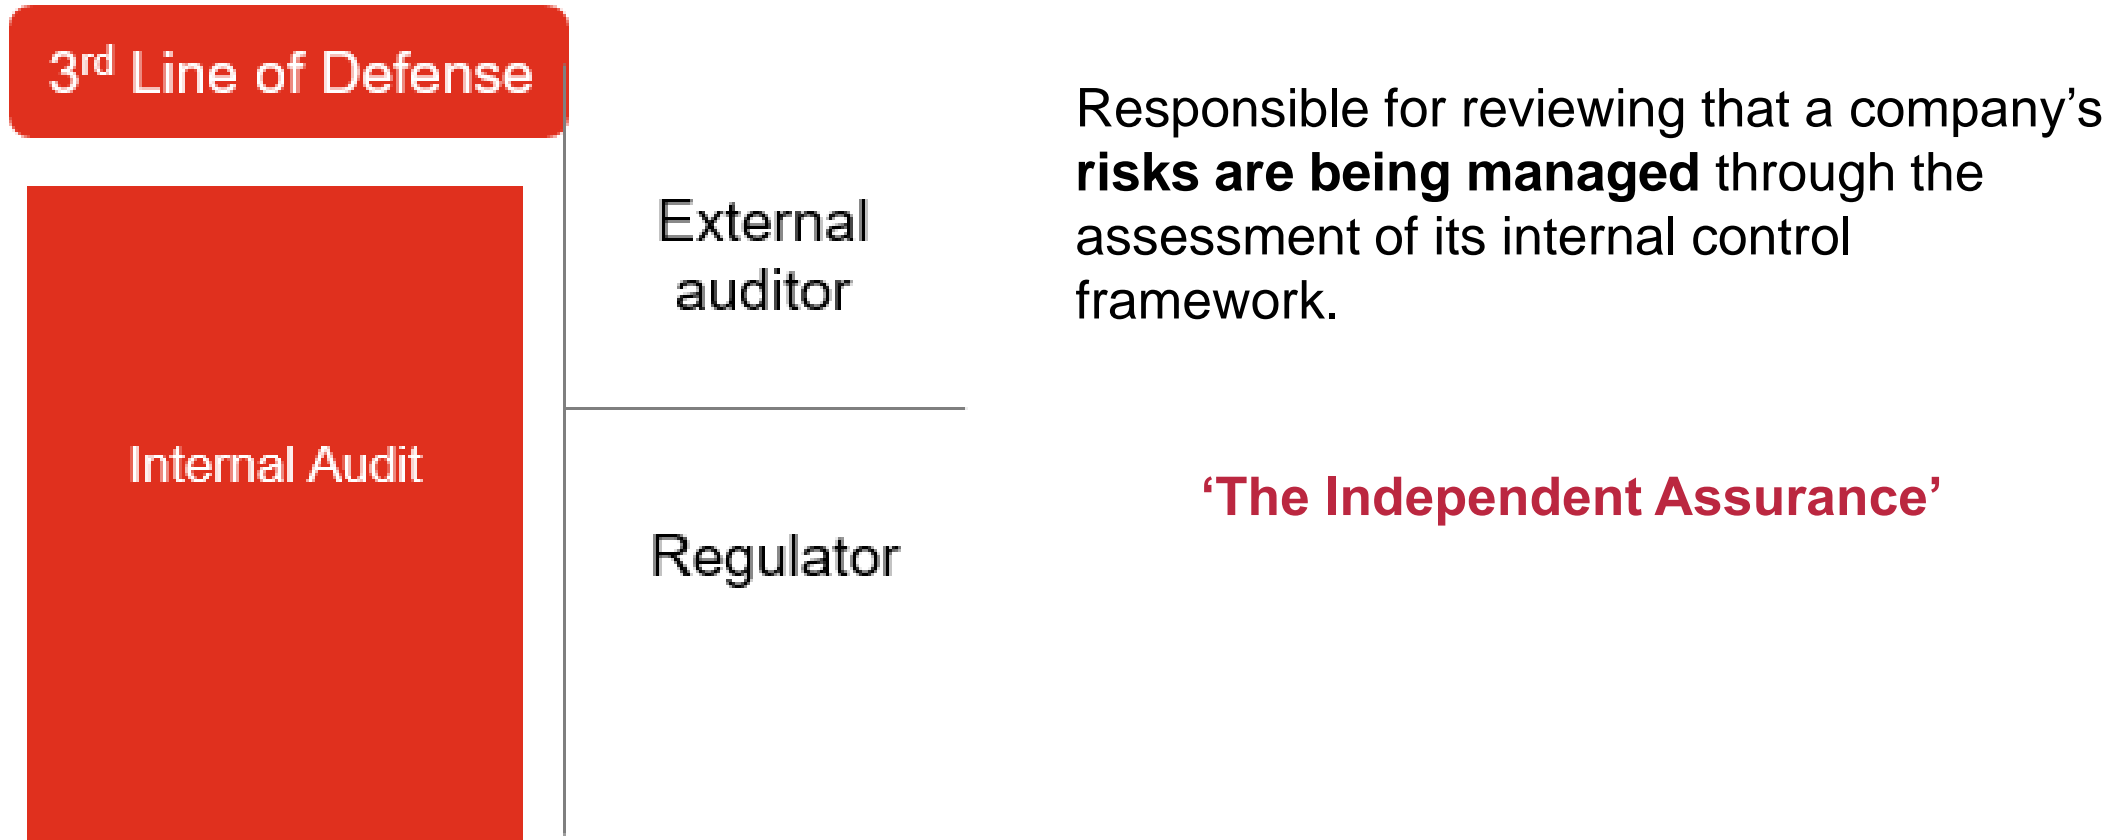 3rd Line of Defense
Internal Audit
External
auditor
Regulator
Responsible for reviewing that a company’s
risks are being managed through the
assessment of its internal control
framework.
‘The Independent Assurance’